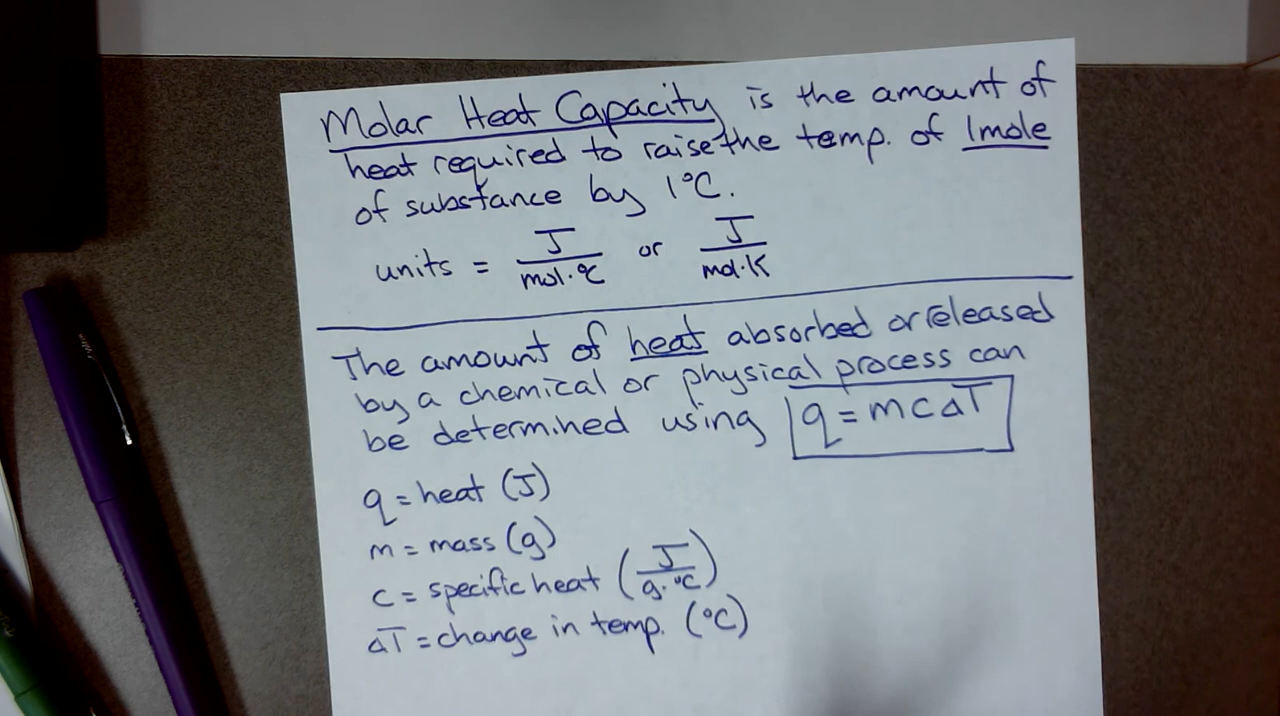 Molar Heat Capacity is the amount of
heat required to raise the temp. of 1mole
of substance by 1°C.
units = J/mol·°C or J/mol·K
The amount of heat absorbed or released
by a chemical or physical process can
be determined using q = mcΔT
q = heat (J)
m = mass (g)
c = specific heat (J/g·°C)
ΔT = change in temp. (°C)